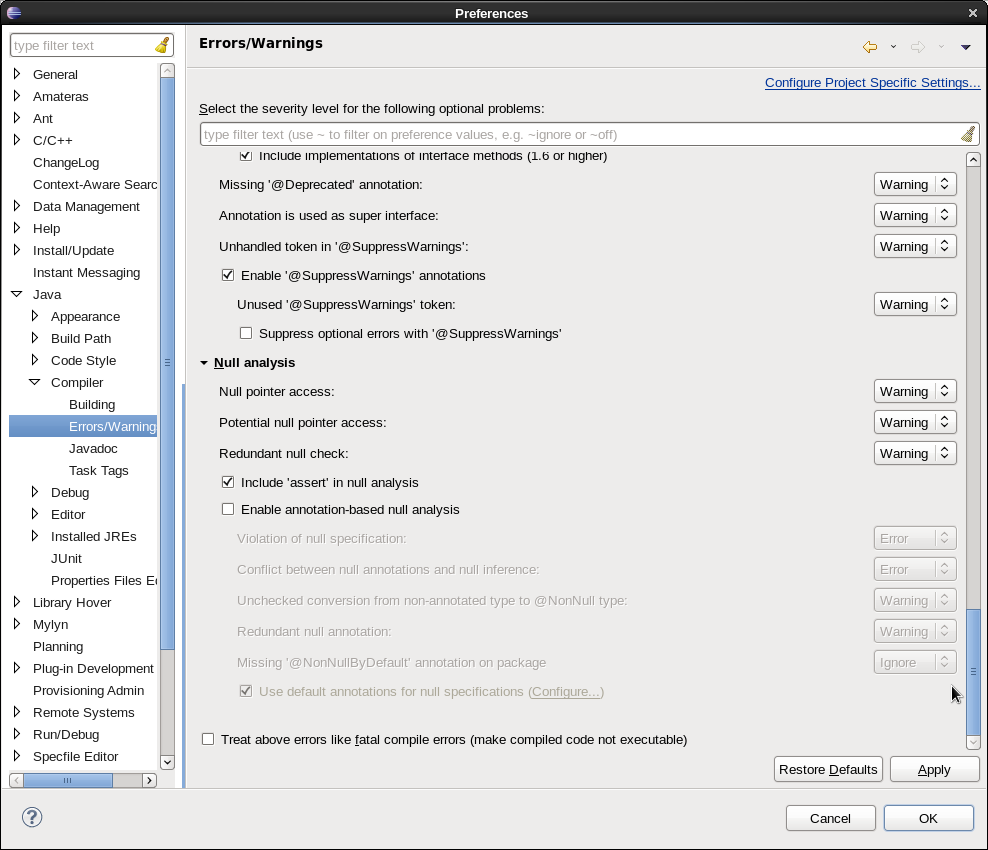 Preferences
type filter text
General
Amateras
Ant
C/C++
ChangeLog
Context-Aware Searc
Data Management
Help
Install/Update
Instant Messaging
Java
Appearance
Build Path
Code Style
Compiler
Building
Errors/Warnings
Javadoc
Task Tags
Debug
Editor
Installed JREs
JUnit
Properties Files Ed
Library Hover
Mylyn
Planning
Plug-in Development
Provisioning Admin
Remote Systems
Run/Debug
Specfile Editor
Errors/Warnings
Configure Project Specific Settings...
Select the severity level for the following optional problems:
type filter text (use ~ to filter on preference values, e.g. ~ignore or ~off)
Include implementations of interface methods (1.6 or higher)
Missing '@Deprecated' annotation: Warning
Annotation is used as super interface: Warning
Unhandled token in '@SuppressWarnings': Warning
Enable '@SuppressWarnings' annotations
Unused '@SuppressWarnings' token: Warning
Suppress optional errors with '@SuppressWarnings'
Null analysis
Null pointer access: Warning
Potential null pointer access: Warning
Redundant null check: Warning
Include 'assert' in null analysis
Enable annotation-based null analysis
Violation of null specification: Error
Conflict between null annotations and null inference: Error
Unchecked conversion from non-annotated type to @NonNull type: Warning
Redundant null annotation: Warning
Missing '@NonNullByDefault' annotation on package Ignore
Use default annotations for null specifications (Configure...)
Treat above errors like fatal compile errors (make compiled code not executable)
Restore Defaults Apply
? Cancel OK